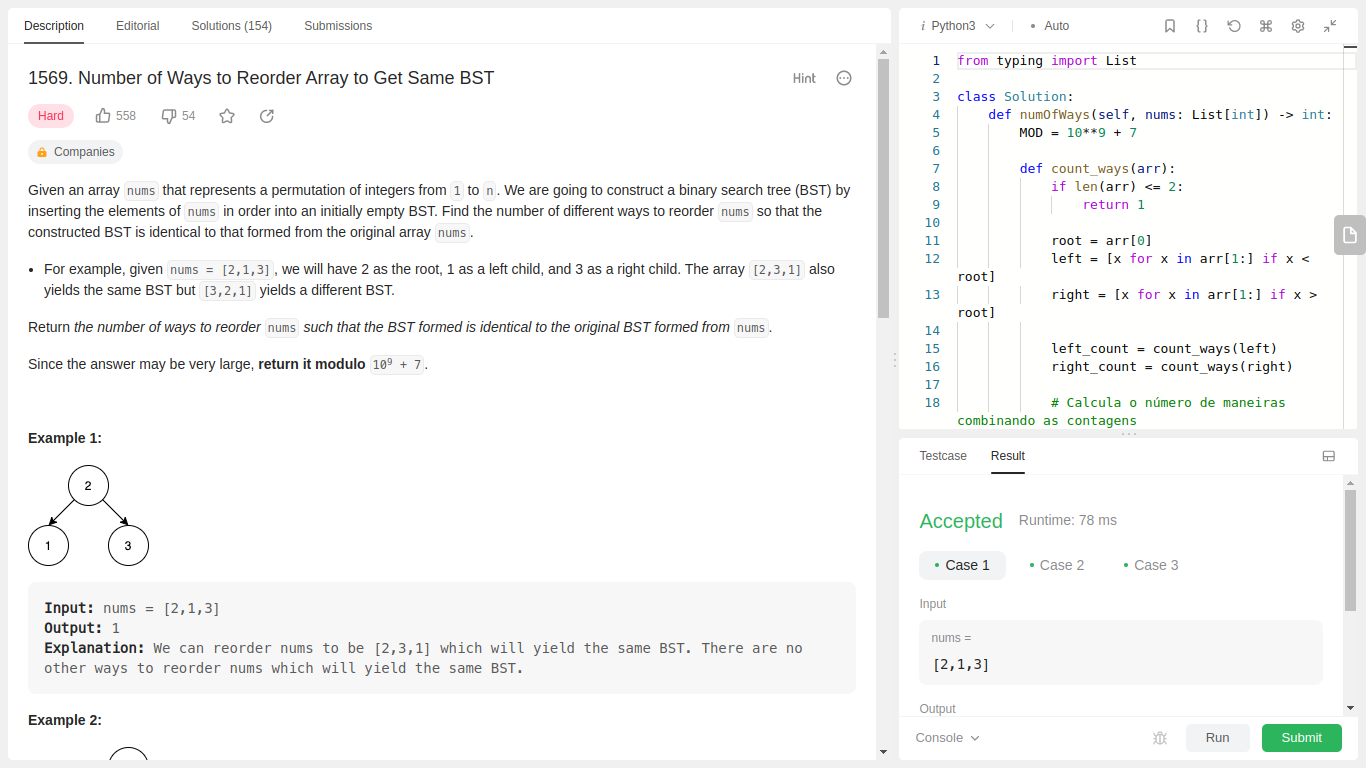 Description Editorial Solutions (154) Submissions
1569. Number of Ways to Reorder Array to Get Same BST
Hint
Hard 558 54
Companies
Given an array nums that represents a permutation of integers from 1 to n. We are going to construct a binary search tree (BST) by
inserting the elements of nums in order into an initially empty BST. Find the number of different ways to reorder nums so that the
constructed BST is identical to that formed from the original array nums.
• For example, given nums = [2,1,3], we will have 2 as the root, 1 as a left child, and 3 as a right child. The array [2,3,1] also
yields the same BST but [3,2,1] yields a different BST.
Return the number of ways to reorder nums such that the BST formed is identical to the original BST formed from nums.
Since the answer may be very large, return it modulo 10⁹ + 7.
Example 1:
2
1 3
Input: nums = [2,1,3]
Output: 1
Explanation: We can reorder nums to be [2,3,1] which will yield the same BST. There are no
other ways to reorder nums which will yield the same BST.
Example 2:
i Python3 • Auto
1 from typing import List
2
3 class Solution:
4 def numOfWays(self, nums: List[int]) -> int:
5 MOD = 10**9 + 7
6
7 def count_ways(arr):
8 if len(arr) <= 2:
9 return 1
10
11 root = arr[0]
12 left = [x for x in arr[1:] if x <
root]
13 right = [x for x in arr[1:] if x >
root]
14
15 left_count = count_ways(left)
16 right_count = count_ways(right)
17
18 # Calcula o número de maneiras
combinando as contagens
Testcase Result
Accepted Runtime: 78 ms
• Case 1 • Case 2 • Case 3
Input
nums =
[2,1,3]
Output
Console Run Submit